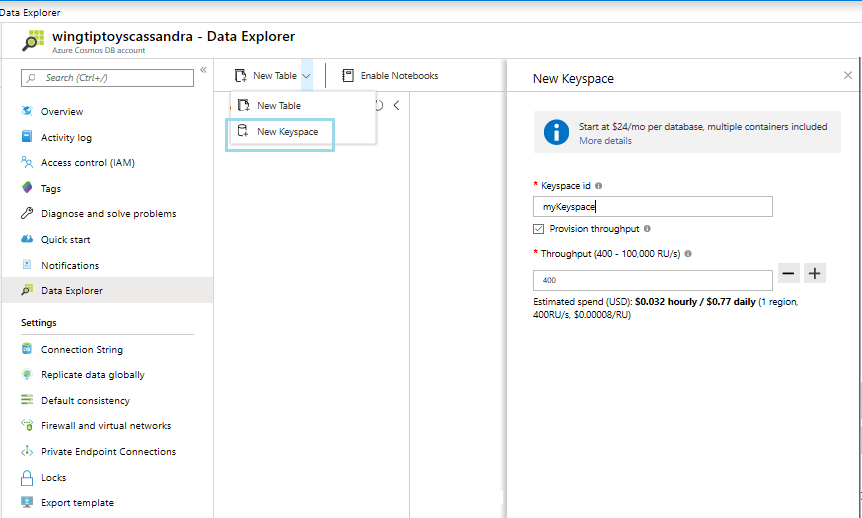 Data Explorer
wingtiptoyscassandra - Data Explorer
Azure Cosmos DB account
Search (Ctrl+/)
Overview
Activity log
Access control (IAM)
Tags
Diagnose and solve problems
Quick start
Notifications
Data Explorer
Settings
Connection String
Replicate data globally
Default consistency
Firewall and virtual networks
Private Endpoint Connections
Locks
Export template
New Table
Enable Notebooks
New Table
New Keyspace
New Keyspace
Start at $24/mo per database, multiple containers included
More details
* Keyspace id
myKeyspace
Provision throughput
* Throughput (400 - 100,000 RU/s)
400
Estimated spend (USD): $0.032 hourly / $0.77 daily (1 region,
400RU/s, $0.00008/RU)